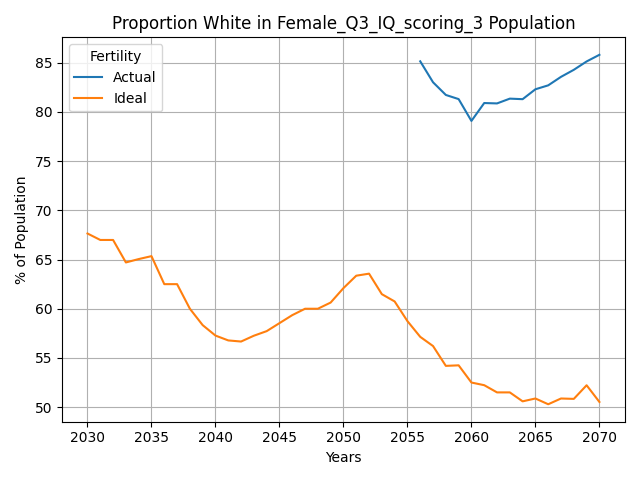 Proportion White in Female_Q3_IQ_scoring_3 Population
Fertility
Actual
Ideal
% of Population
85
80
75
70
65
60
55
50
2030 2035 2040 2045 2050 2055 2060 2065 2070
Years